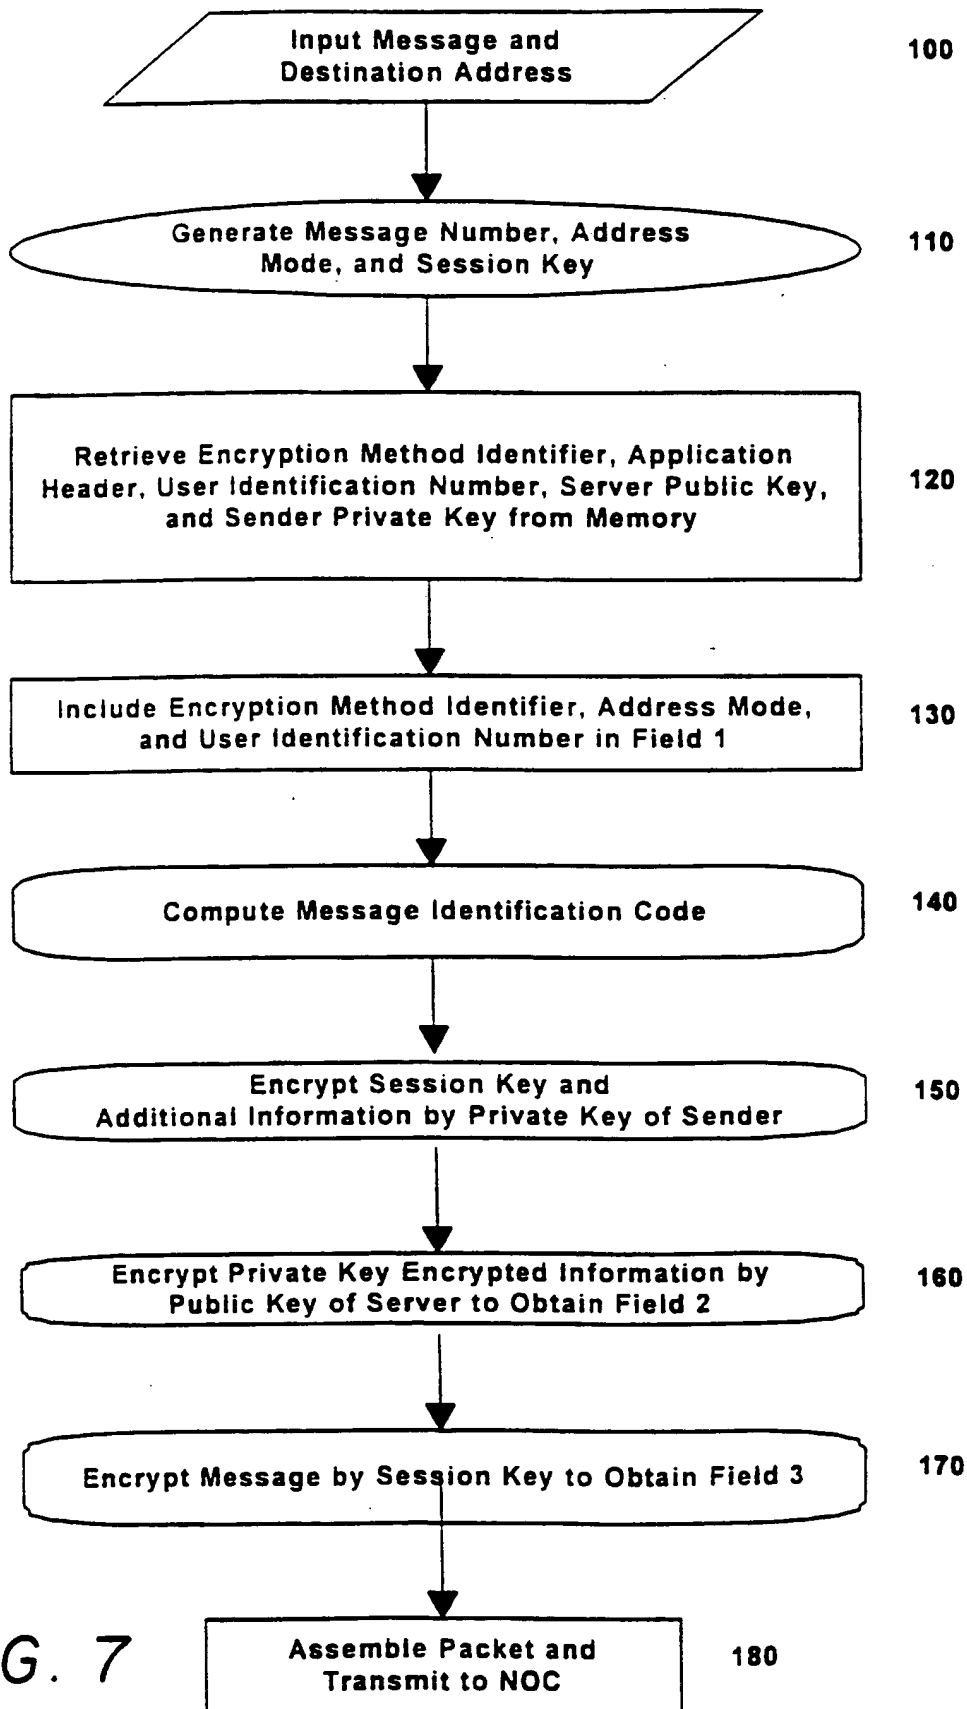 Input Message and
Destination Address
100
Generate Message Number, Address
Mode, and Session Key
110
Retrieve Encryption Method Identifier, Application
Header, User Identification Number, Server Public Key,
and Sender Private Key from Memory
120
Include Encryption Method Identifier, Address Mode,
and User Identification Number in Field 1
130
Compute Message Identification Code
140
Encrypt Session Key and
Additional Information by Private Key of Sender
150
Encrypt Private Key Encrypted Information by
Public Key of Server to Obtain Field 2
160
Encrypt Message by Session Key to Obtain Field 3
170
Assemble Packet and
Transmit to NOC
180
G. 7